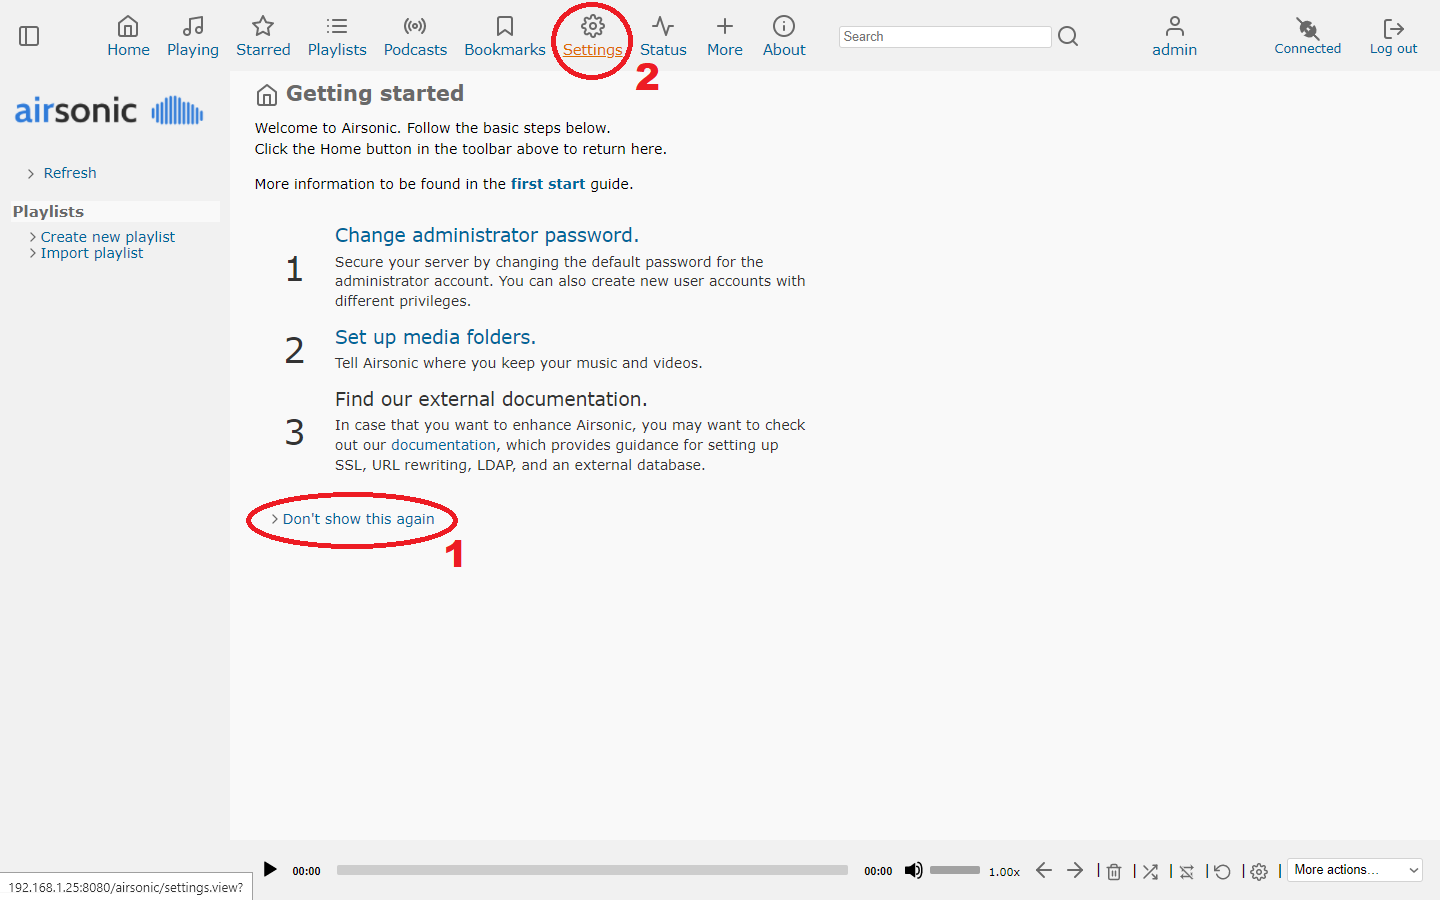 Home Playing Starred Playlists Podcasts Bookmarks Settings Status More About Search admin Connected Log out
2
airsonic
Refresh
Playlists
Create new playlist
Import playlist
Getting started
Welcome to Airsonic. Follow the basic steps below.
Click the Home button in the toolbar above to return here.
More information to be found in the first start guide.
1
Change administrator password.
Secure your server by changing the default password for the
administrator account. You can also create new user accounts with
different privileges.
2
Set up media folders.
Tell Airsonic where you keep your music and videos.
3
Find our external documentation.
In case that you want to enhance Airsonic, you may want to check
out our documentation, which provides guidance for setting up
SSL, URL rewriting, LDAP, and an external database.
Don't show this again
1
00:00 00:00 1.00x More actions...
192.168.1.25:8080/airsonic/settings.view?